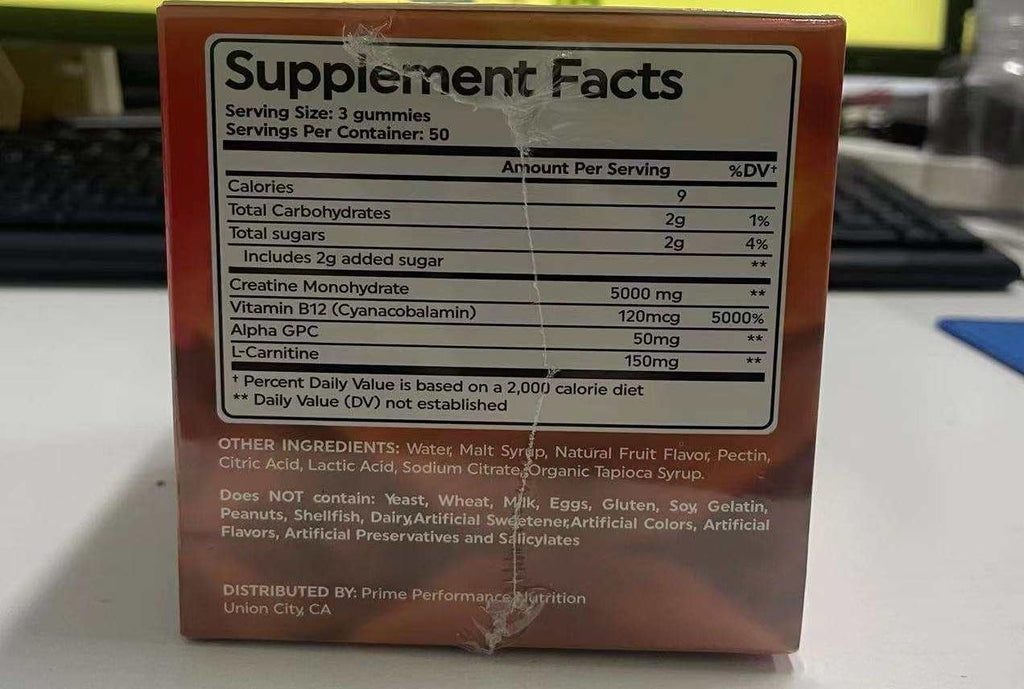 Supplement Facts
Serving Size: 3 gummies
Servings Per Container: 50
Amount Per Serving %DV†
Calories 9
Total Carbohydrates 2g 1%
Total sugars 2g 4%
Includes 2g added sugar **
Creatine Monohydrate 5000 mg **
Vitamin B12 (Cyanacobalamin) 120mcg 5000%
Alpha GPC 50mg **
L-Carnitine 150mg **
† Percent Daily Value is based on a 2,000 calorie diet
** Daily Value (DV) not established
OTHER INGREDIENTS: Water, Malt Syrup, Natural Fruit Flavor, Pectin,
Citric Acid, Lactic Acid, Sodium Citrate, Organic Tapioca Syrup.
Does NOT contain: Yeast, Wheat, Milk, Eggs, Gluten, Soy, Gelatin,
Peanuts, Shellfish, Dairy,Artificial Sweetener,Artificial Colors, Artificial
Flavors, Artificial Preservatives and Salicylates
DISTRIBUTED BY: Prime Performance Nutrition
Union City, CA